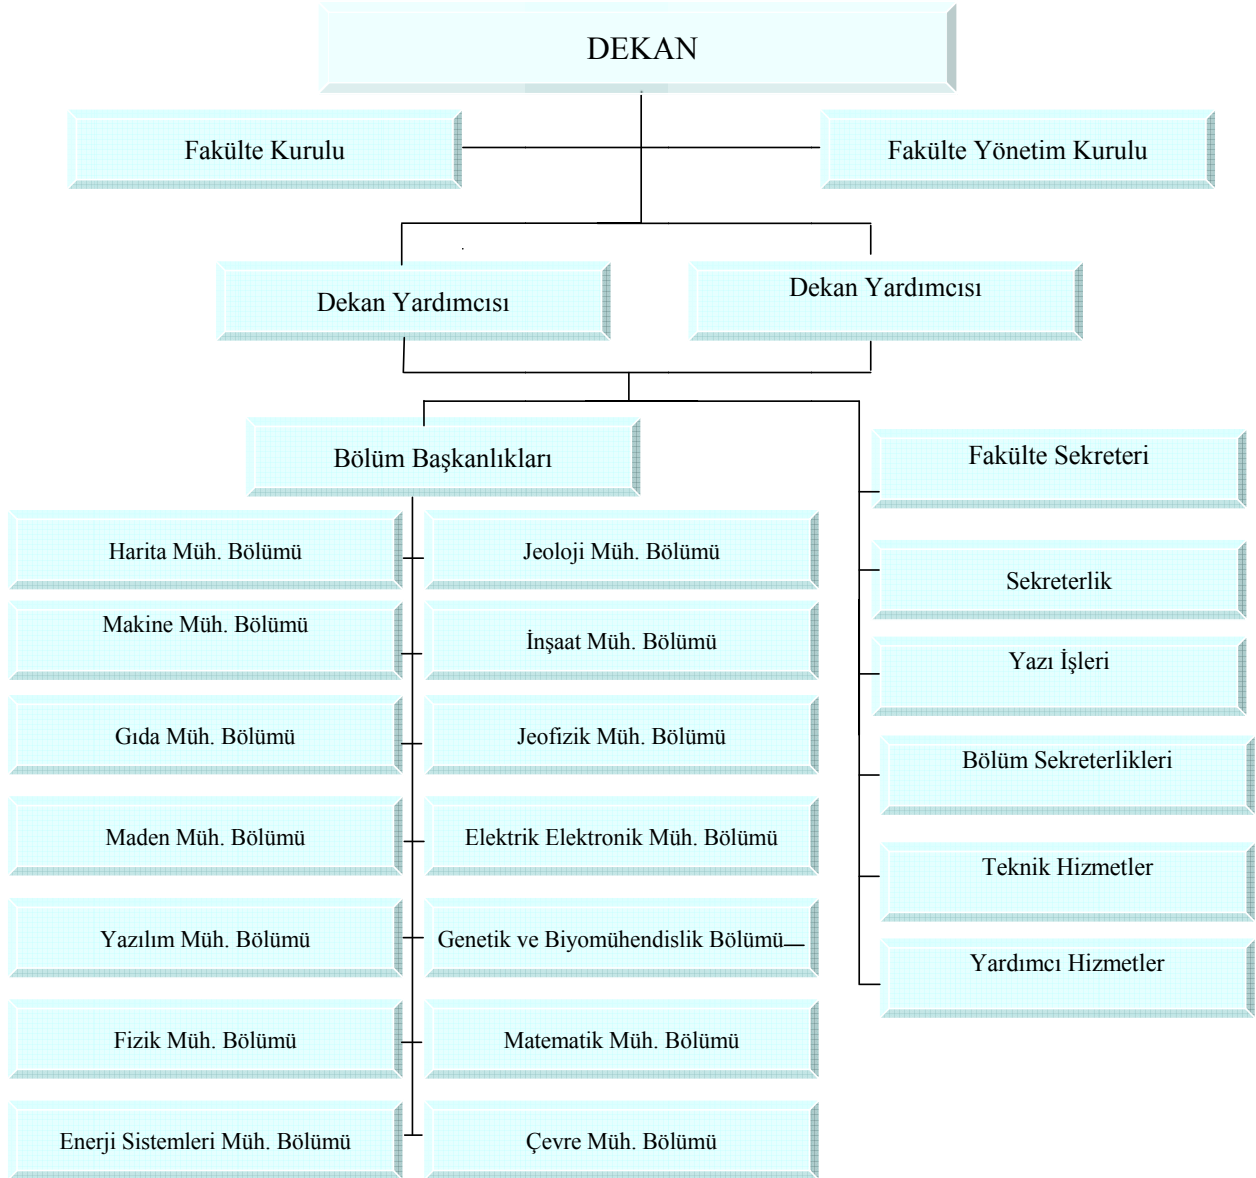 DEKAN
Fakülte Kurulu
Fakülte Yönetim Kurulu
Dekan Yardımcısı
Dekan Yardımcısı
Bölüm Başkanlıkları
Harita Müh. Bölümü
Jeoloji Müh. Bölümü
Makine Müh. Bölümü
İnşaat Müh. Bölümü
Gıda Müh. Bölümü
Jeofizik Müh. Bölümü
Maden Müh. Bölümü
Elektrik Elektronik Müh. Bölümü
Yazılım Müh. Bölümü
Genetik ve Biyomühendislik Bölümü
Fizik Müh. Bölümü
Matematik Müh. Bölümü
Enerji Sistemleri Müh. Bölümü
Çevre Müh. Bölümü
Fakülte Sekreteri
Sekreterlik
Yazı İşleri
Bölüm Sekreterlikleri
Teknik Hizmetler
Yardımcı Hizmetler